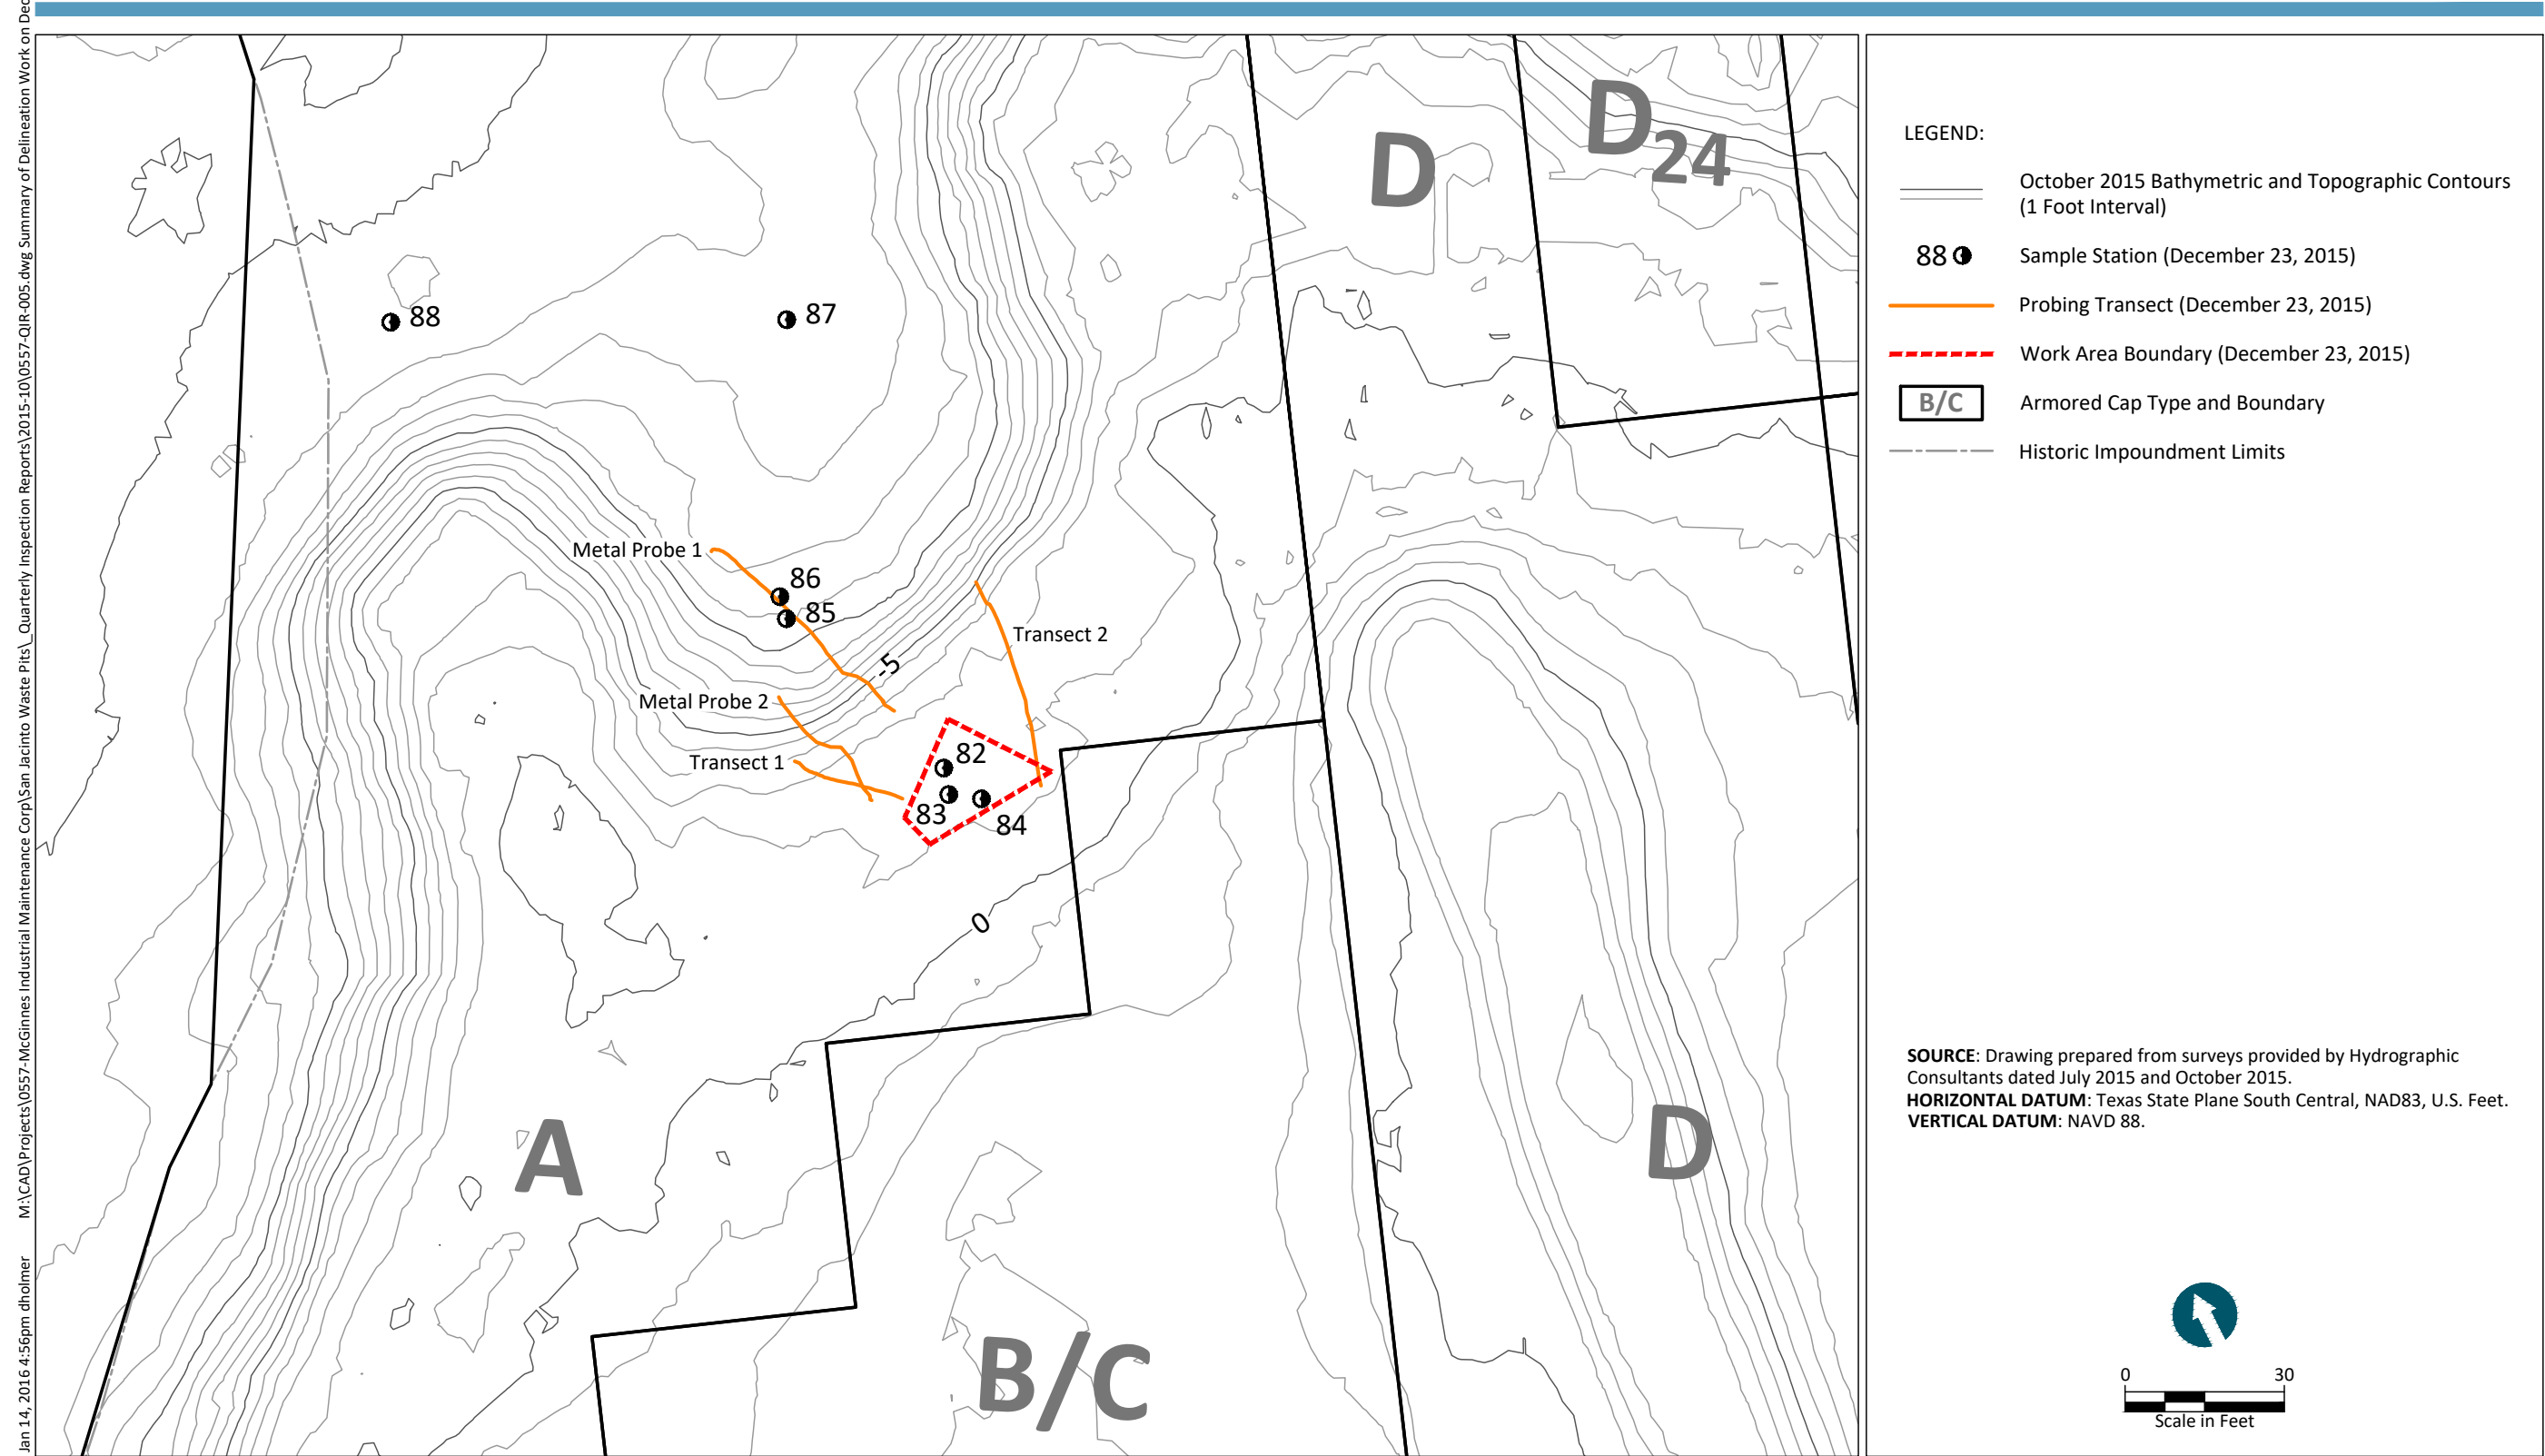 M:\CAD\Projects\0557-McGinnes Industrial Maintenance Corp\San Jacinto Waste Pits\_Quarterly Inspection Reports\2015-10\0557-QIR-005.dwg Summary of Delineation Work on Dec
Jan 14, 2016 4:56pm dholmer
D
D24
88
87
Metal Probe 1
86
85
Transect 2
-5
Metal Probe 2
Transect 1
82
83
84
0
A
D
B/C
LEGEND:
October 2015 Bathymetric and Topographic Contours
(1 Foot Interval)
88
Sample Station (December 23, 2015)
Probing Transect (December 23, 2015)
Work Area Boundary (December 23, 2015)
B/C
Armored Cap Type and Boundary
Historic Impoundment Limits
SOURCE: Drawing prepared from surveys provided by Hydrographic
Consultants dated July 2015 and October 2015.
HORIZONTAL DATUM: Texas State Plane South Central, NAD83, U.S. Feet.
VERTICAL DATUM: NAVD 88.
0 30
Scale in Feet